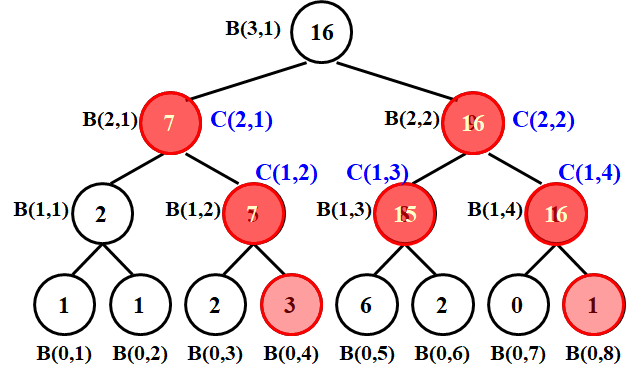 B(3,1) 16
B(2,1) 7 C(2,1) B(2,2) 16 C(2,2)
C(1,2) C(1,3) C(1,4)
B(1,1) 2 B(1,2) 7 B(1,3) 15 B(1,4) 16
1 1 2 3 6 2 0 1
B(0,1) B(0,2) B(0,3) B(0,4) B(0,5) B(0,6) B(0,7) B(0,8)